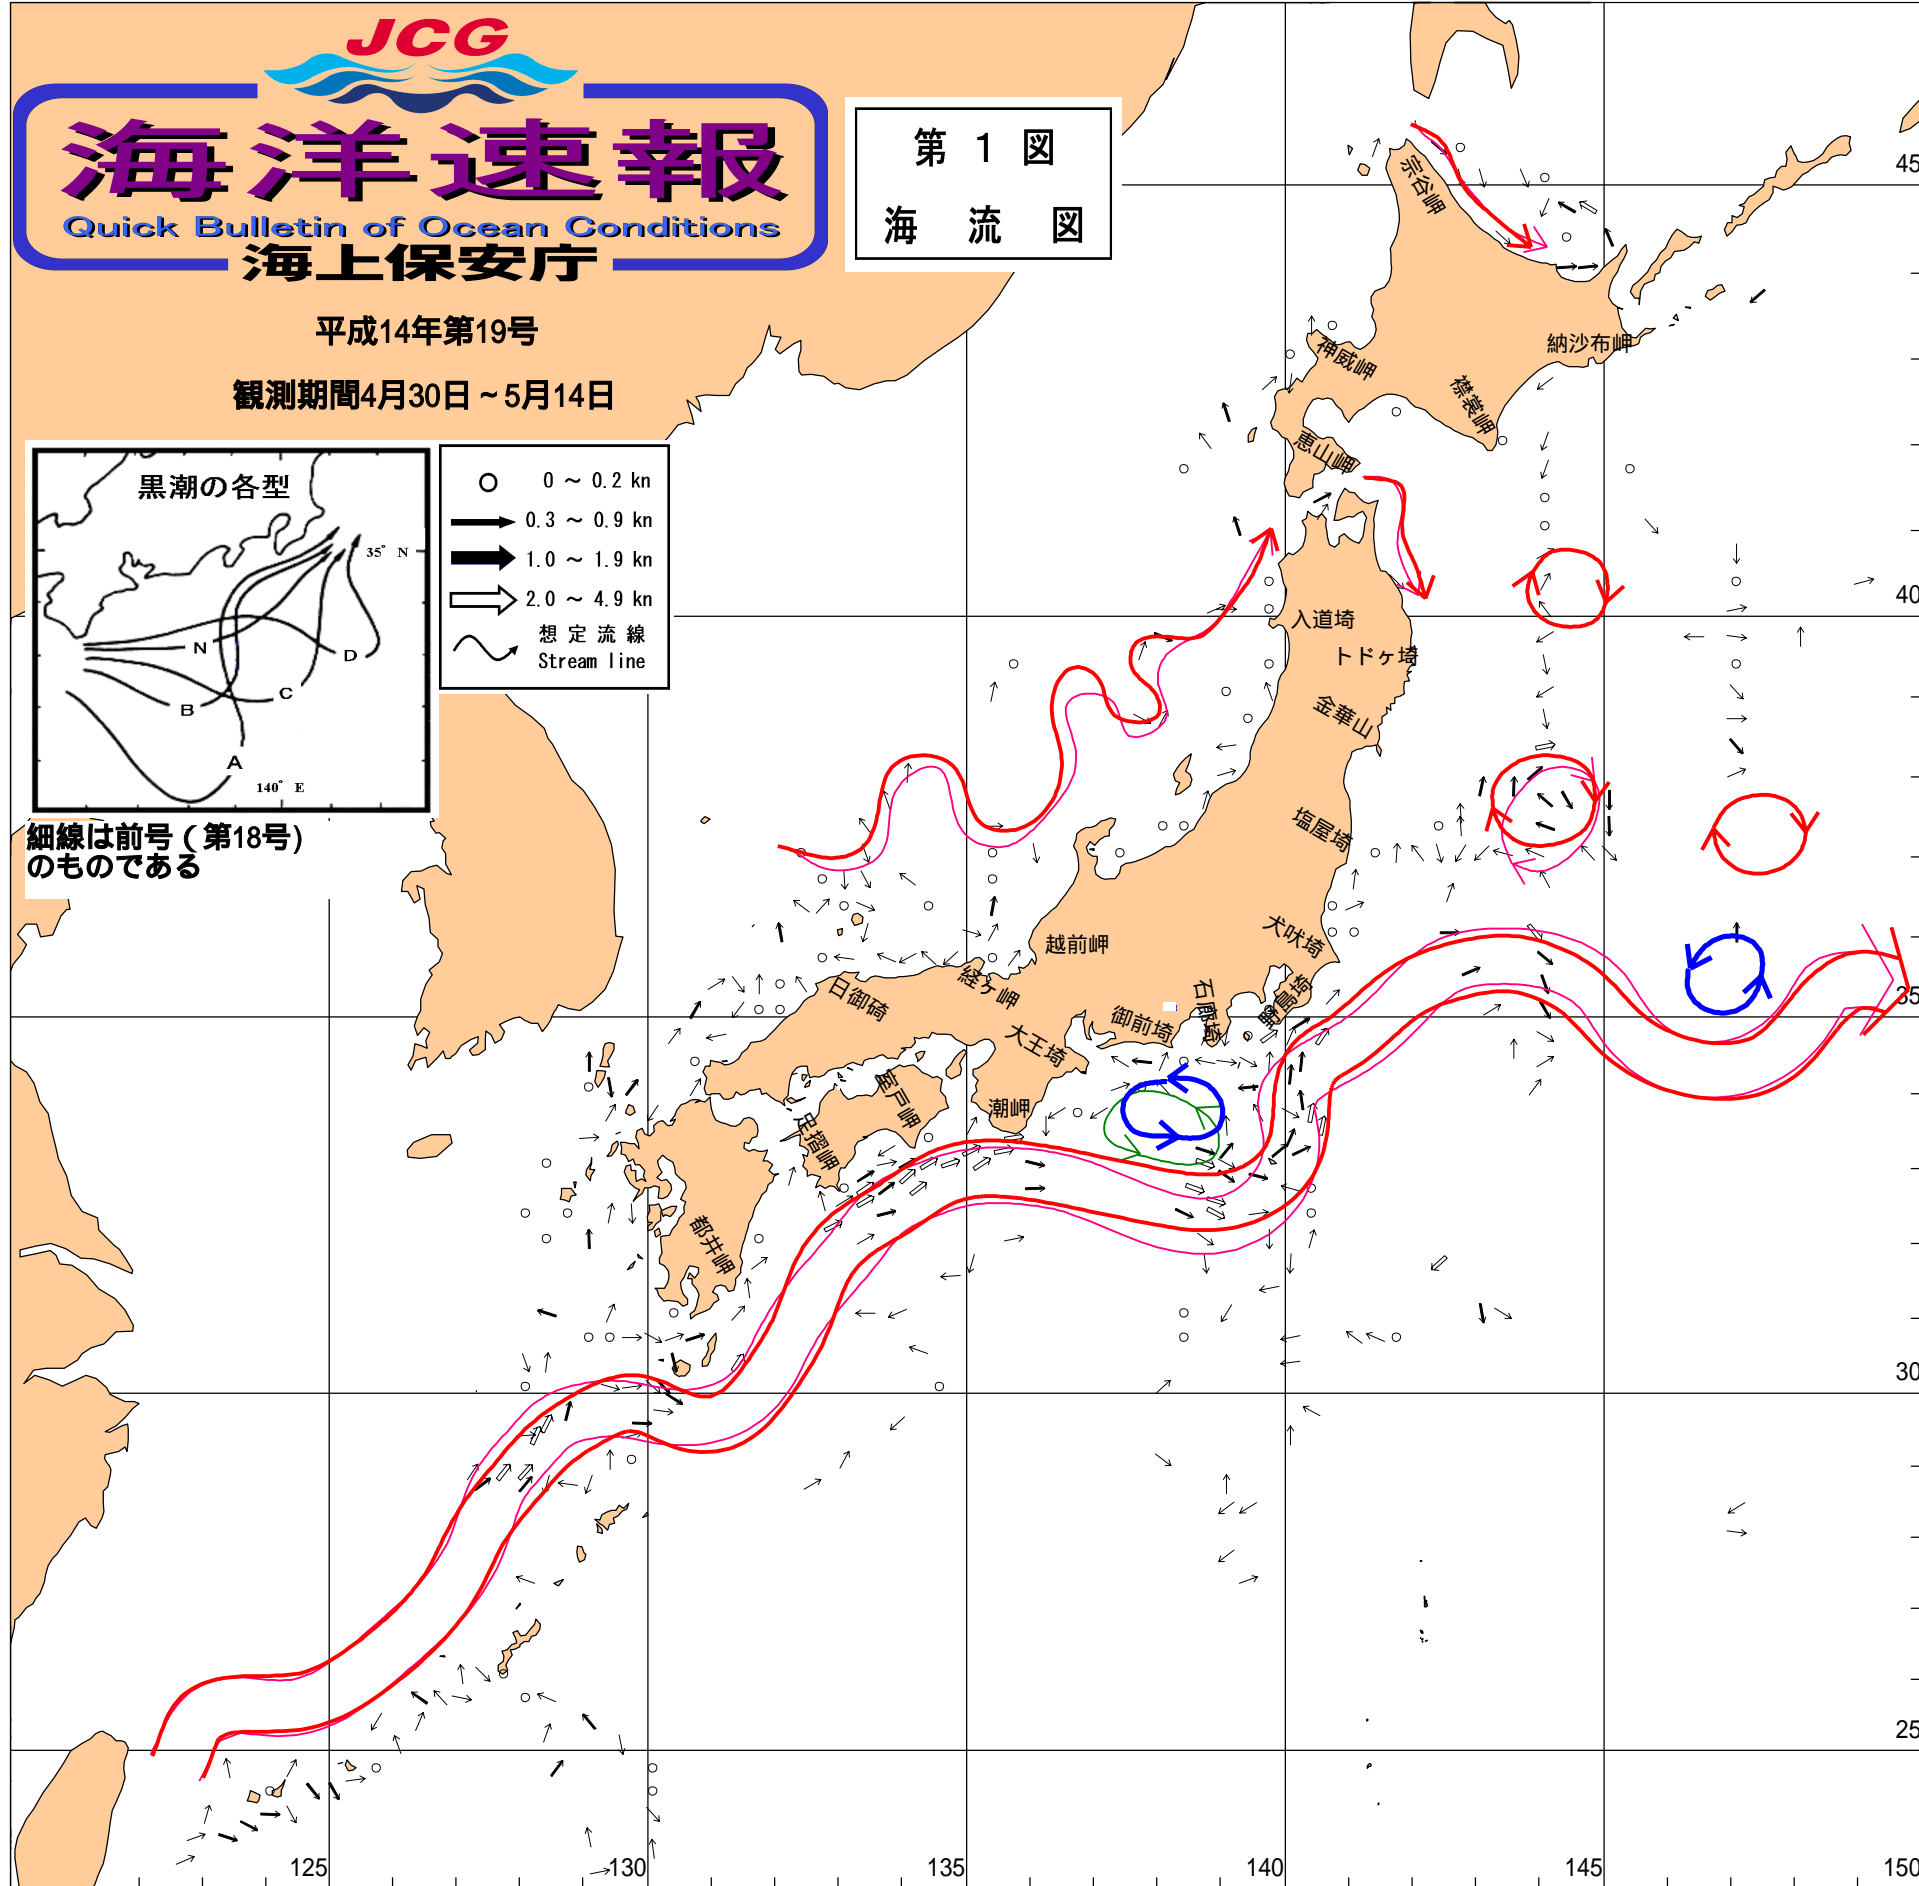 JCG
海洋速報
Quick Bulletin of Ocean Conditions
海上保安庁
平成14年第19号
観測期間4月30日～5月14日
第 1 図
海 流 図
黒潮の各型
35° N
N
D
B
C
A
140° E
0 ～ 0.2 kn
0.3 ～ 0.9 kn
1.0 ～ 1.9 kn
2.0 ～ 4.9 kn
想定流線
Stream line
細線は前号（第18号）
のものである
宗谷岬
納沙布岬
神威岬
襟裳岬
恵山岬
入道埼
トドヶ埼
金華山
塩屋埼
犬吠埼
越前岬
経ヶ岬
日御碕
石廊埼
野島埼
御前埼
大王埼
室戸岬
潮岬
足摺岬
都井岬
45
40
35
30
25
125
130
135
140
145
150